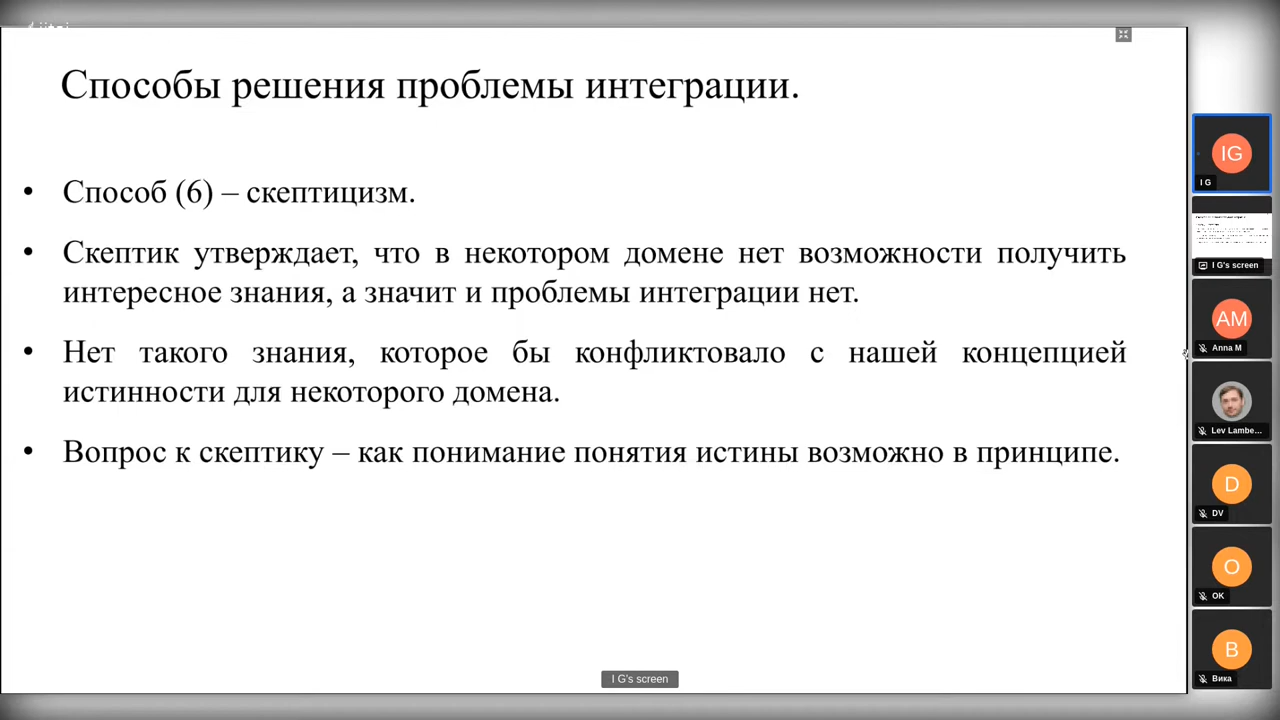 Способы решения проблемы интеграции.
• Способ (6) – скептицизм.
• Скептик утверждает, что в некотором домене нет возможности получить
интересное знания, а значит и проблемы интеграции нет.
• Нет такого знания, которое бы конфликтовало с нашей концепцией
истинности для некоторого домена.
• Вопрос к скептику – как понимание понятия истины возможно в принципе.
I G's screen
IG
I G
I G's screen
AM
Anna M
Lev Lambe...
D
DV
O
OK
B
Вика